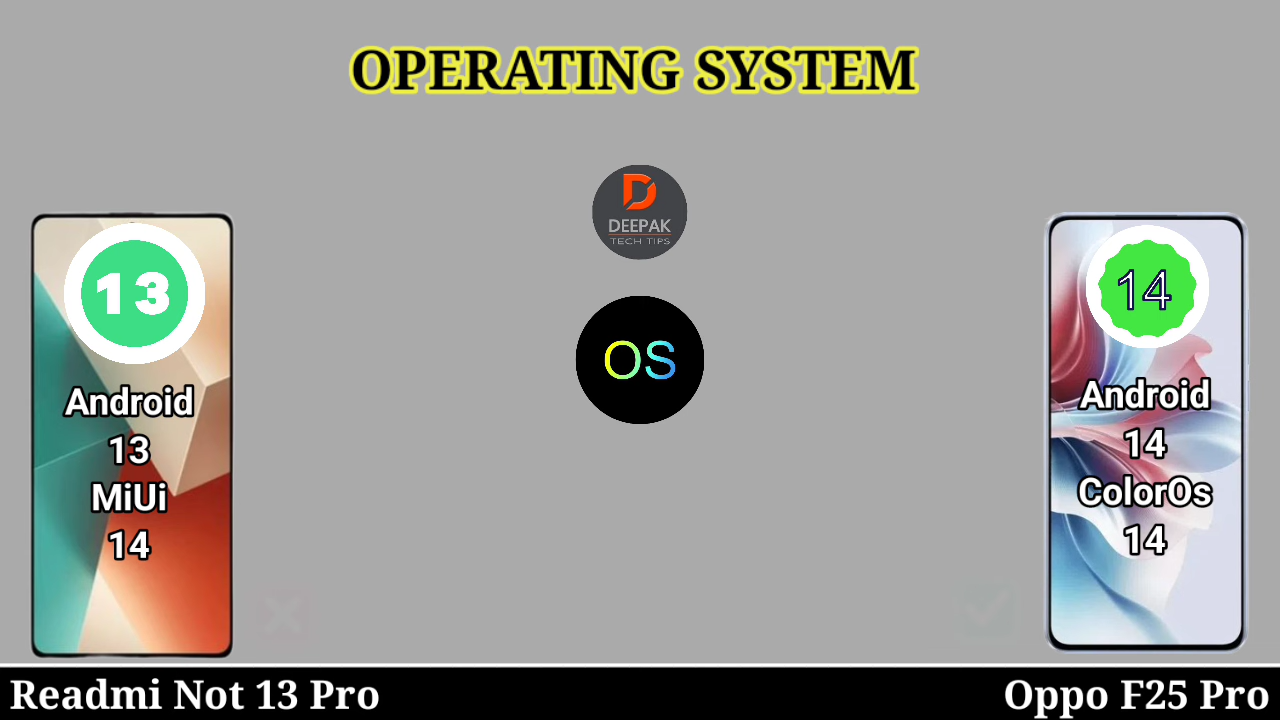 OPERATING SYSTEM
D
DEEPAK
TECH TIPS
OS
13
Android
13
MiUi
14
14
Android
14
ColorOs
14
Readmi Not 13 Pro
Oppo F25 Pro